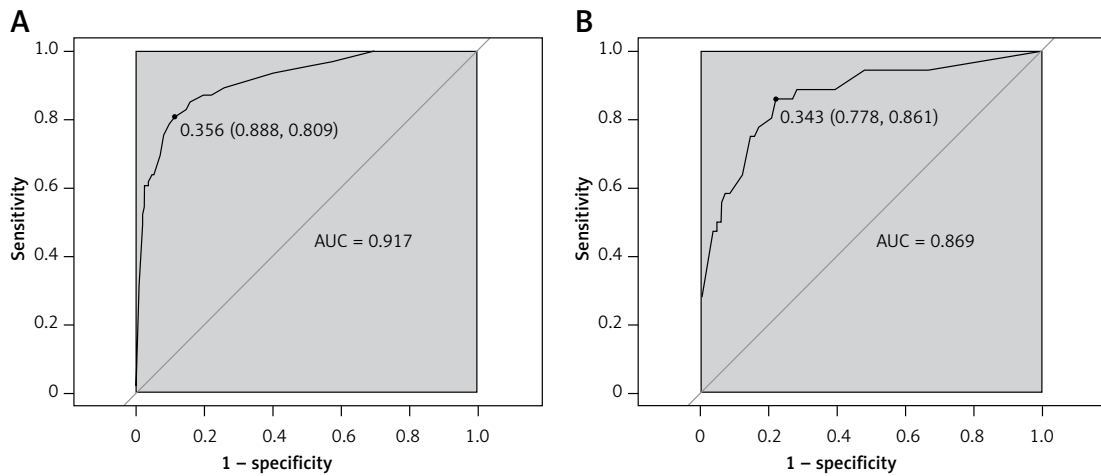 A
1.0
0.8
0.6
0.4
0.2
0
Sensitivity
0.356 (0.888, 0.809)
AUC = 0.917
0 0.2 0.4 0.6 0.8 1.0
1 – specificity
B
1.0
0.8
0.6
0.4
0.2
0
Sensitivity
0.343 (0.778, 0.861)
AUC = 0.869
0 0.2 0.4 0.6 0.8 1.0
1 – specificity